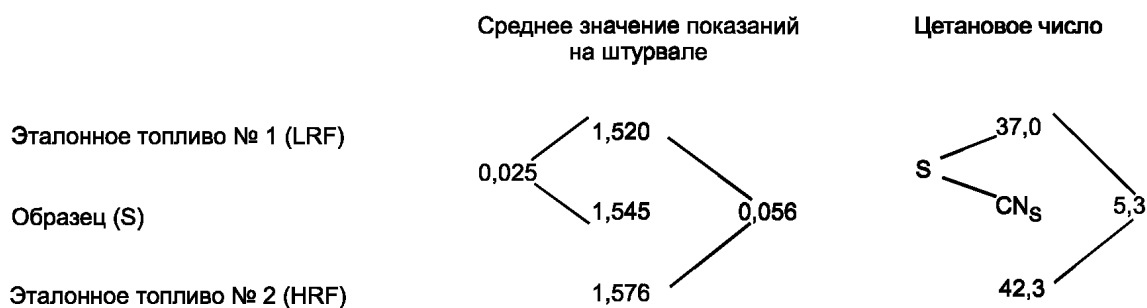 Среднее значение показаний
на штурвале
Цетановое число
Эталонное топливо № 1 (LRF)
1,520
37,0
0,025
S
Образец (S)
1,545
0,056
CNS
5,3
Эталонное топливо № 2 (HRF)
1,576
42,3